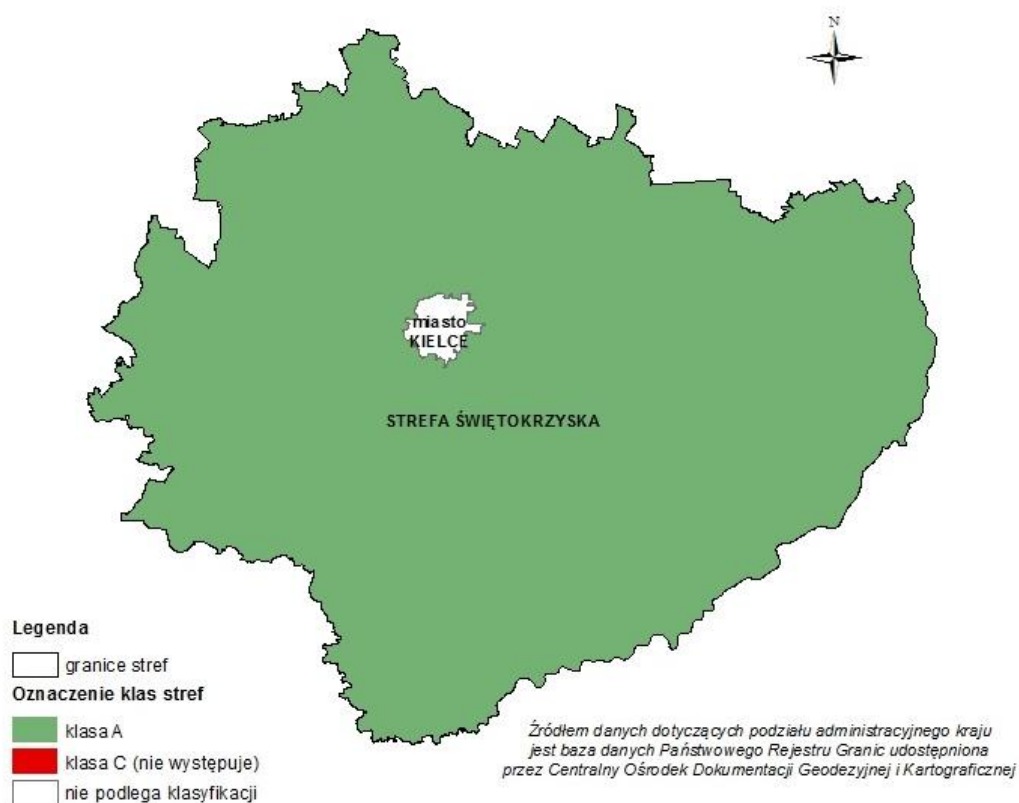 N
miasto
KIELCE
STREFA ŚWIĘTOKRZYSKA
Legenda
granice stref
Oznaczenie klas stref
klasa A
klasa C (nie występuje)
nie podlega klasyfikacji
Źródłem danych dotyczących podziału administracyjnego kraju
jest baza danych Państwowego Rejestru Granic udostępniona
przez Centralny Ośrodek Dokumentacji Geodezyjnej i Kartograficznej